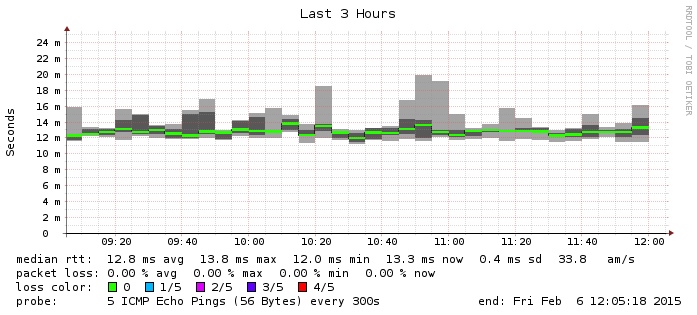 Last 3 Hours
RRDTOOL / TOBI OETIKER
Seconds
24 m
22 m
20 m
18 m
16 m
14 m
12 m
10 m
8 m
6 m
4 m
2 m
0
09:20 09:40 10:00 10:20 10:40 11:00 11:20 11:40 12:00
median rtt: 12.8 ms avg 13.8 ms max 12.0 ms min 13.3 ms now 0.4 ms sd 33.8 am/s
packet loss: 0.00 % avg 0.00 % max 0.00 % min 0.00 % now
loss color: 0 1/5 2/5 3/5 4/5
probe: 5 ICMP Echo Pings (56 Bytes) every 300s end: Fri Feb 6 12:05:18 2015